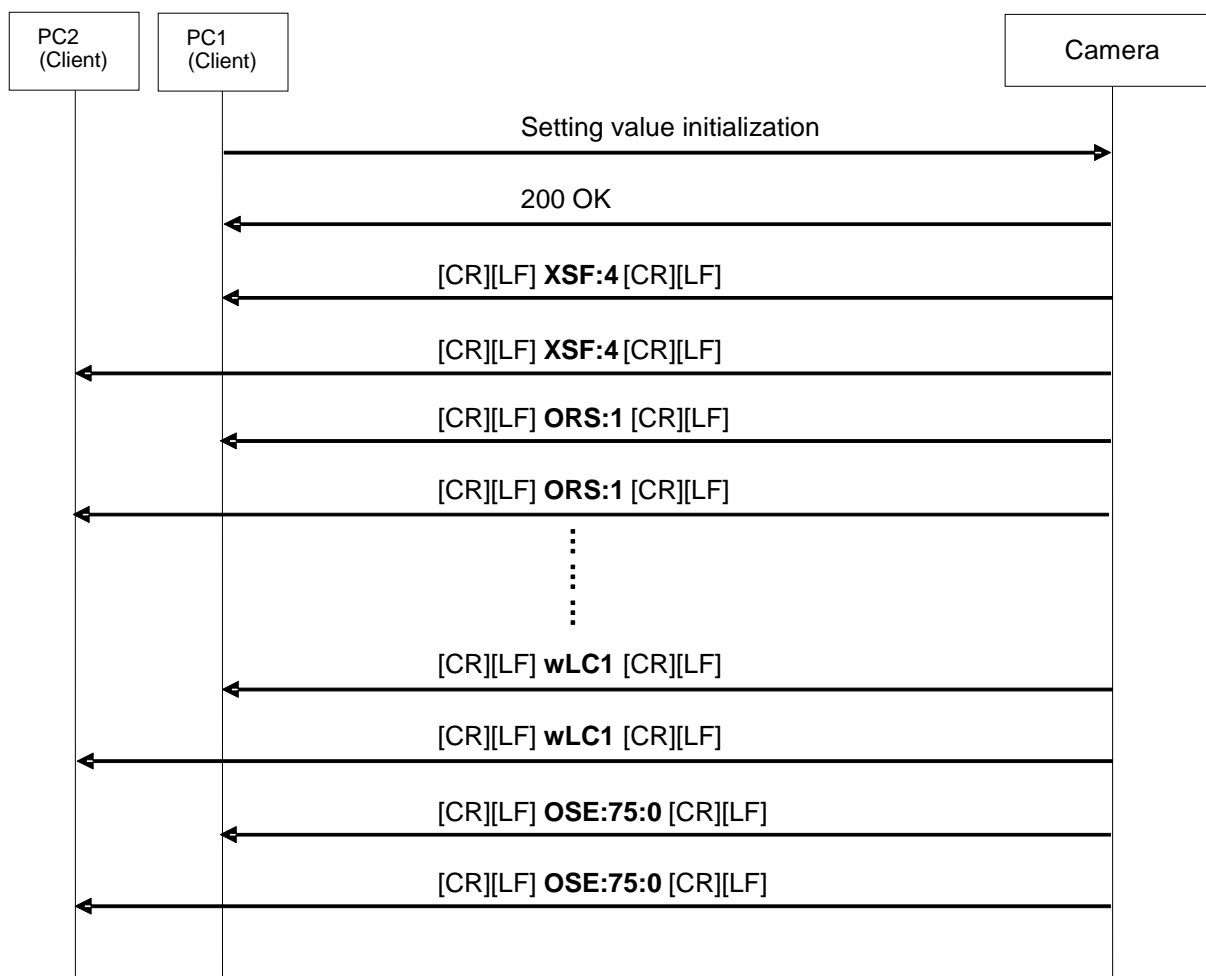 PC2
(Client)
PC1
(Client)
Camera
Setting value initialization
200 OK
[CR][LF] XSF:4 [CR][LF]
[CR][LF] XSF:4 [CR][LF]
[CR][LF] ORS:1 [CR][LF]
[CR][LF] ORS:1 [CR][LF]
[CR][LF] wLC1 [CR][LF]
[CR][LF] wLC1 [CR][LF]
[CR][LF] OSE:75:0 [CR][LF]
[CR][LF] OSE:75:0 [CR][LF]